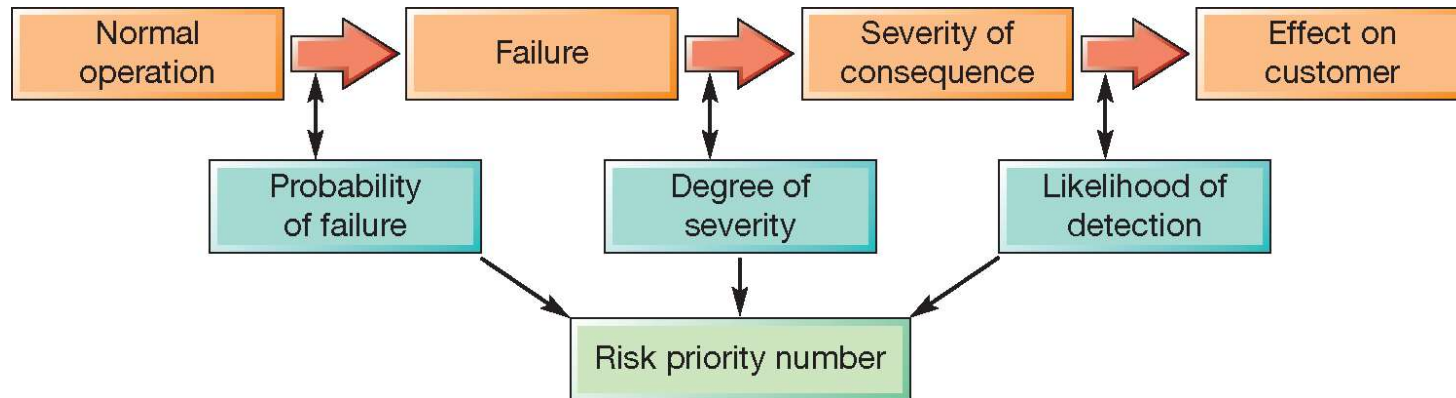 Normal
operation
Failure
Severity of
consequence
Effect on
customer
Probability
of failure
Degree of
severity
Likelihood of
detection
Risk priority number